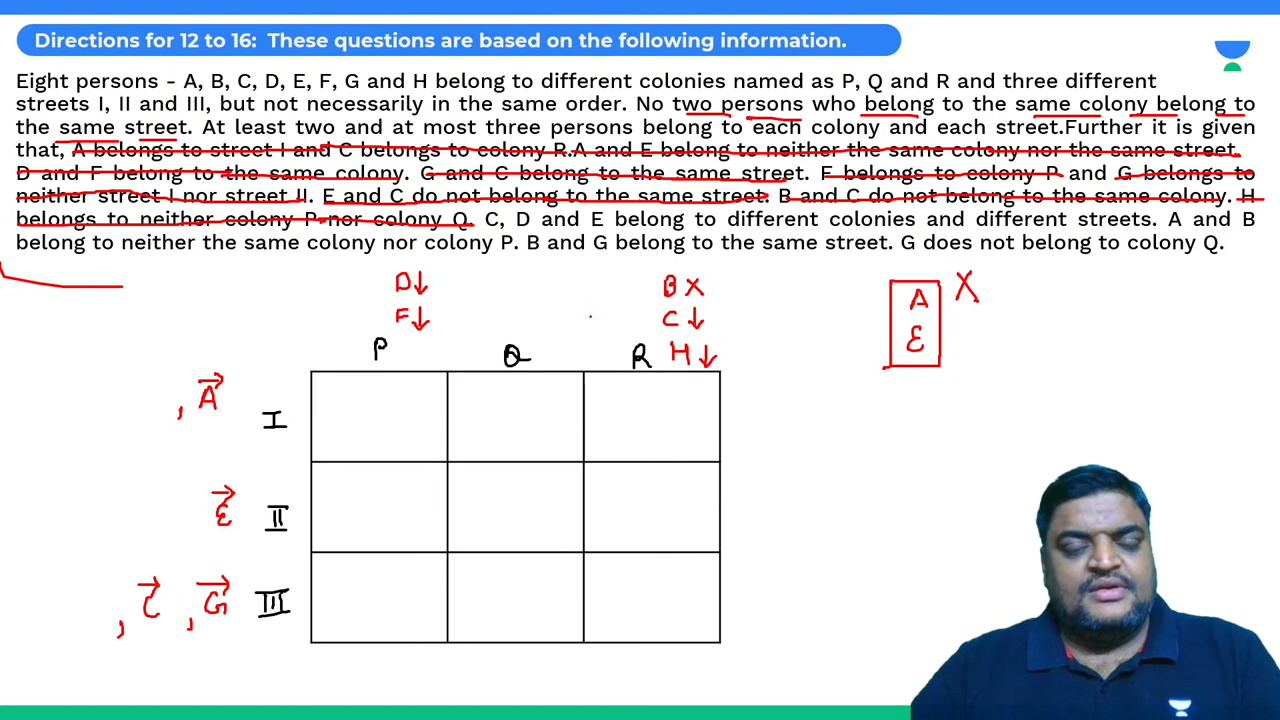 Directions for 12 to 16: These questions are based on the following information.
Eight persons - A, B, C, D, E, F, G and H belong to different colonies named as P, Q and R and three different
streets I, II and III, but not necessarily in the same order. No two persons who belong to the same colony belong to
the same street. At least two and at most three persons belong to each colony and each street.Further it is given
that, A belongs to street I and C belongs to colony R.A and E belong to neither the same colony nor the same street.
D and F belong to the same colony. G and C belong to the same street. F belongs to colony P and G belongs to
neither street I nor street II. E and C do not belong to the same street. B and C do not belong to the same colony. H
belongs to neither colony P nor colony Q. C, D and E belong to different colonies and different streets. A and B
belong to neither the same colony nor colony P. B and G belong to the same street. G does not belong to colony Q.
D↓ B X A X
F↓ C ↓ E
P Q R H ↓
, A I
E II
, C , G III